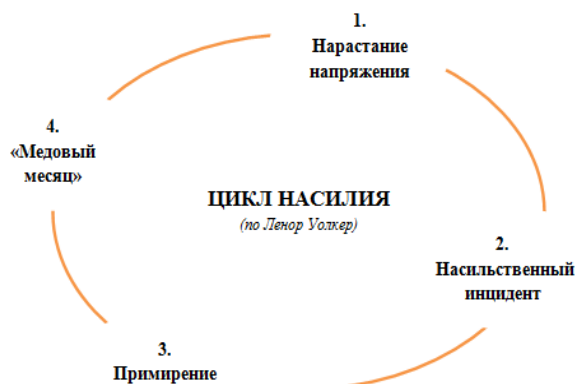 1.
Нарастание
напряжения
4.
«Медовый
месяц»
ЦИКЛ НАСИЛИЯ
(по Ленор Уолкер)
2.
Насильственный
инцидент
3.
Примирение